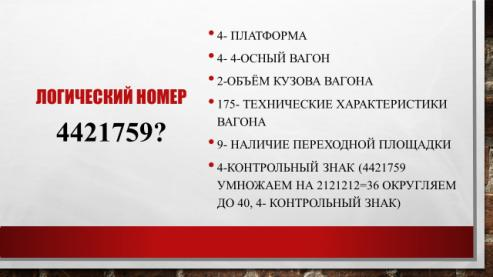 ЛОГИЧЕСКИЙ НОМЕР
4421759?
• 4- ПЛАТФОРМА
• 4- 4-ОСНЫЙ ВАГОН
• 2-ОБЪЁМ КУЗОВА ВАГОНА
• 175- ТЕХНИЧЕСКИЕ ХАРАКТЕРИСТИКИ
ВАГОНА
• 9- НАЛИЧИЕ ПЕРЕХОДНОЙ ПЛОЩАДКИ
• 4-КОНТРОЛЬНЫЙ ЗНАК (4421759
УМНОЖАЕМ НА 2121212=36 ОКРУГЛЯЕМ
ДО 40, 4- КОНТРОЛЬНЫЙ ЗНАК)